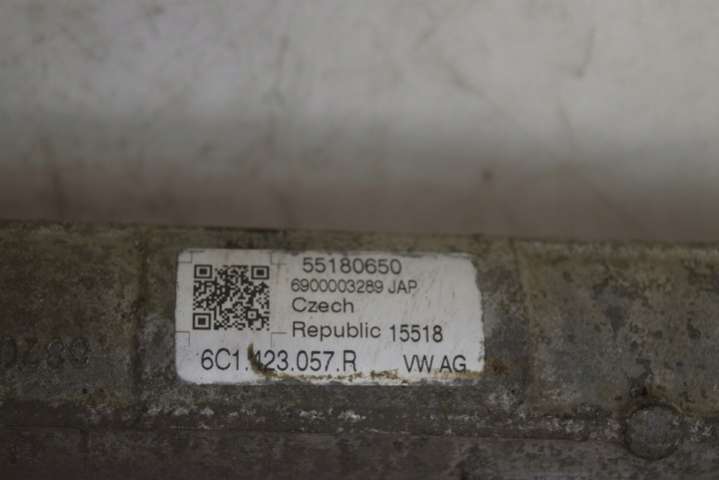 55180650
6900003289 JAP
Czech
Republic 15518
6C1.423.057.R VW AG